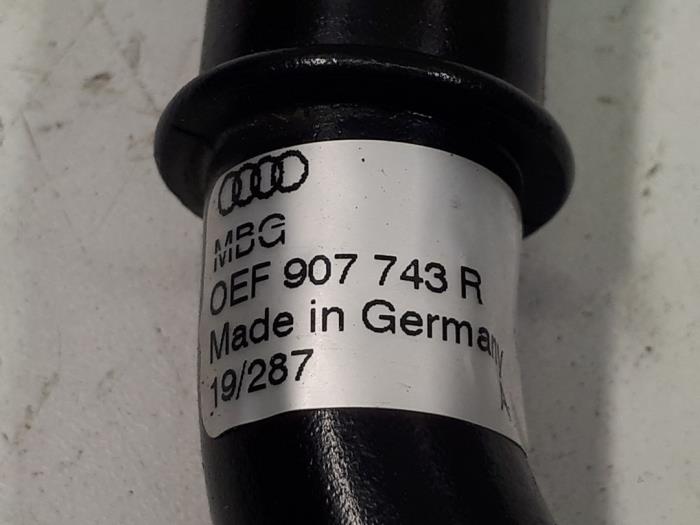 MBG
0EF 907 743 R
Made in Germany
19/287